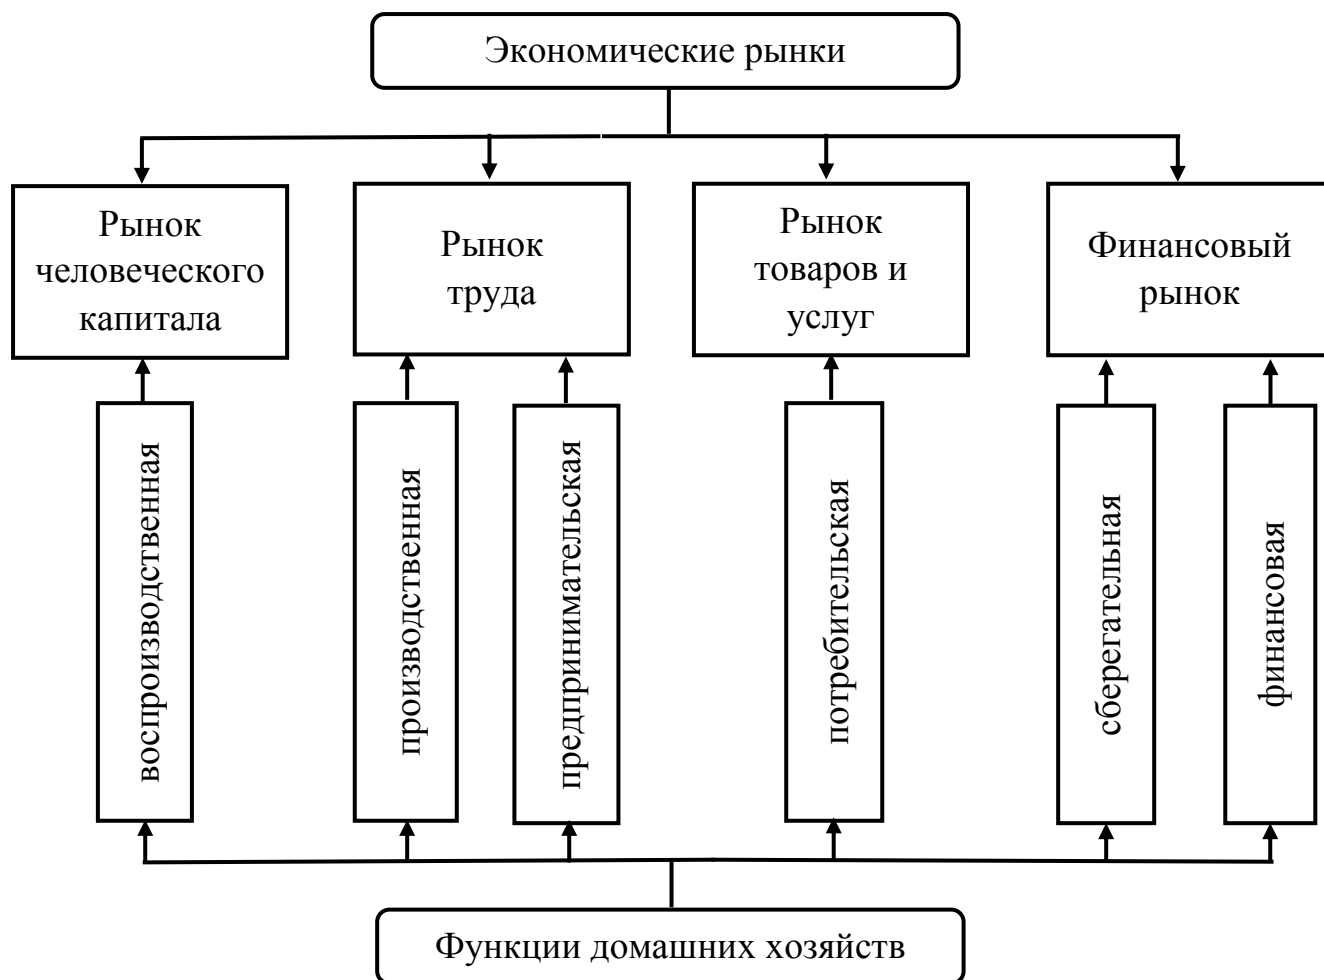 Экономические рынки
Рынок
человеческого
капитала
Рынок
труда
Рынок
товаров и
услуг
Финансовый
рынок
воспроизводственная
производственная
предпринимательская
потребительская
сберегательная
финансовая
Функции домашних хозяйств